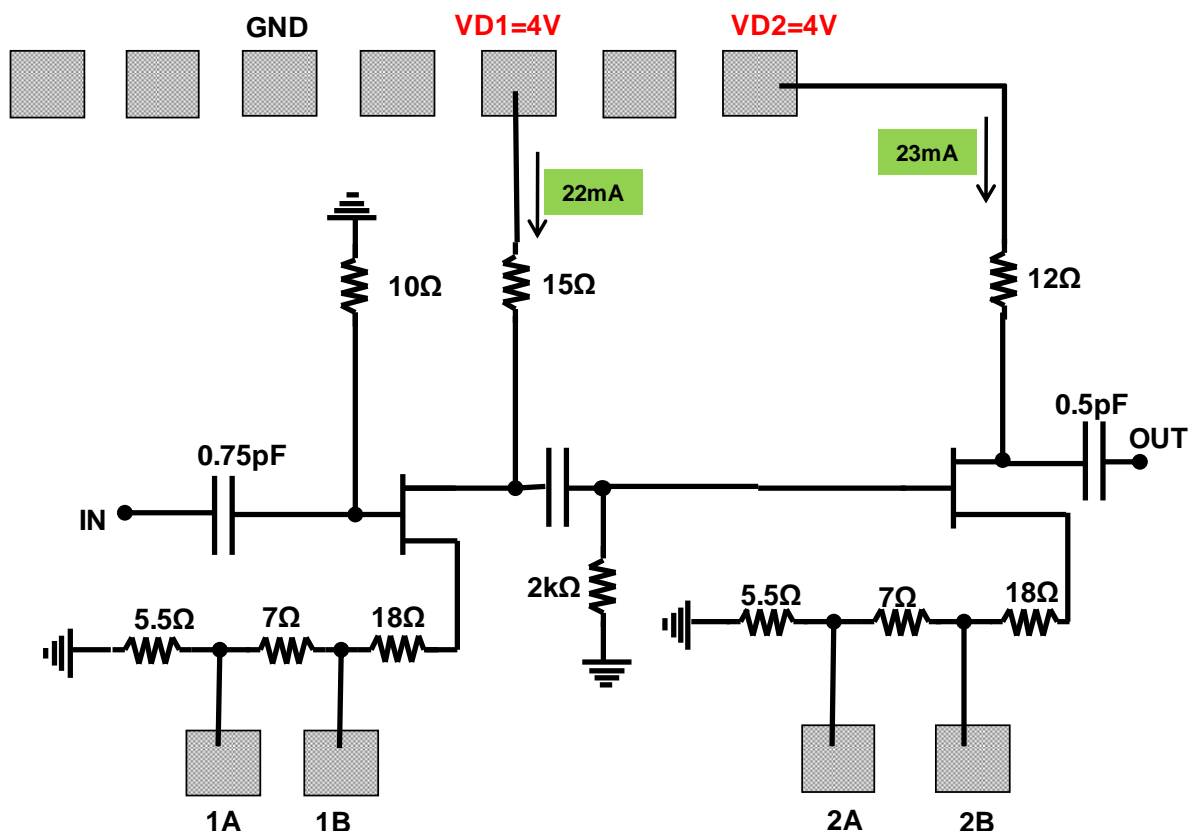 GND
VD1=4V
VD2=4V
22mA
23mA
10Ω
15Ω
12Ω
0.75pF
0.5pF
OUT
IN
2kΩ
5.5Ω
7Ω
18Ω
5.5Ω
7Ω
18Ω
1A
1B
2A
2B